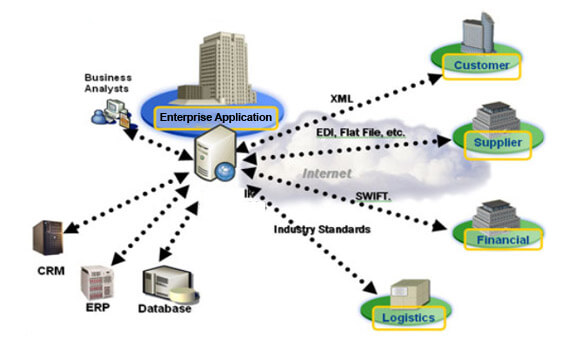 Business
Analysts
Enterprise Application
Customer
XML
EDI, Flat File, etc.
Supplier
Internet
SWIFT.
Industry Standards
Financial
CRM
ERP
Database
Logistics